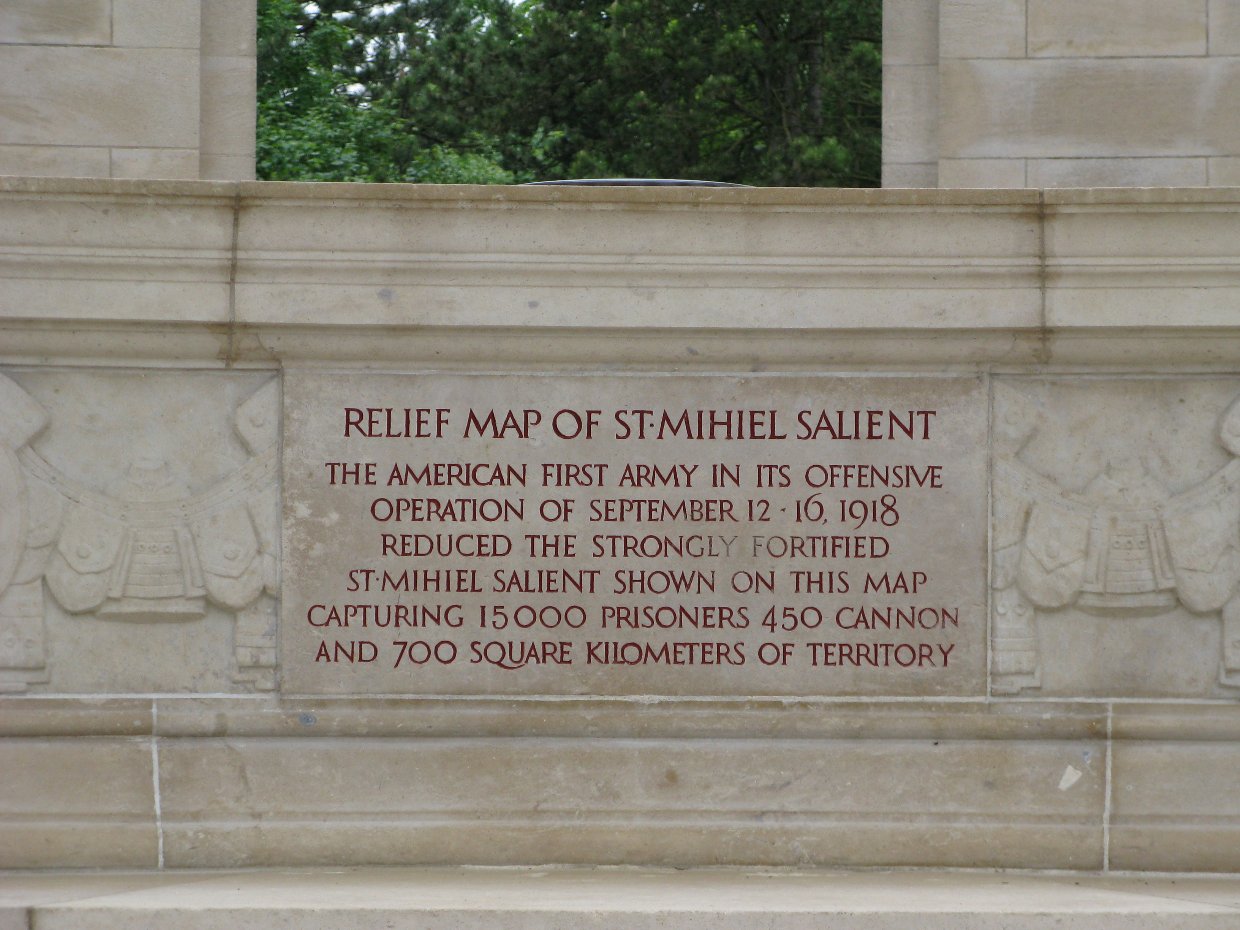 RELIEF MAP OF ST·MIHIEL SALIENT
THE AMERICAN FIRST ARMY IN ITS OFFENSIVE
OPERATION OF SEPTEMBER 12 - 16, 1918
REDUCED THE STRONGLY FORTIFIED
ST·MIHIEL SALIENT SHOWN ON THIS MAP
CAPTURING 15000 PRISONERS 450 CANNON
AND 700 SQUARE KILOMETERS OF TERRITORY